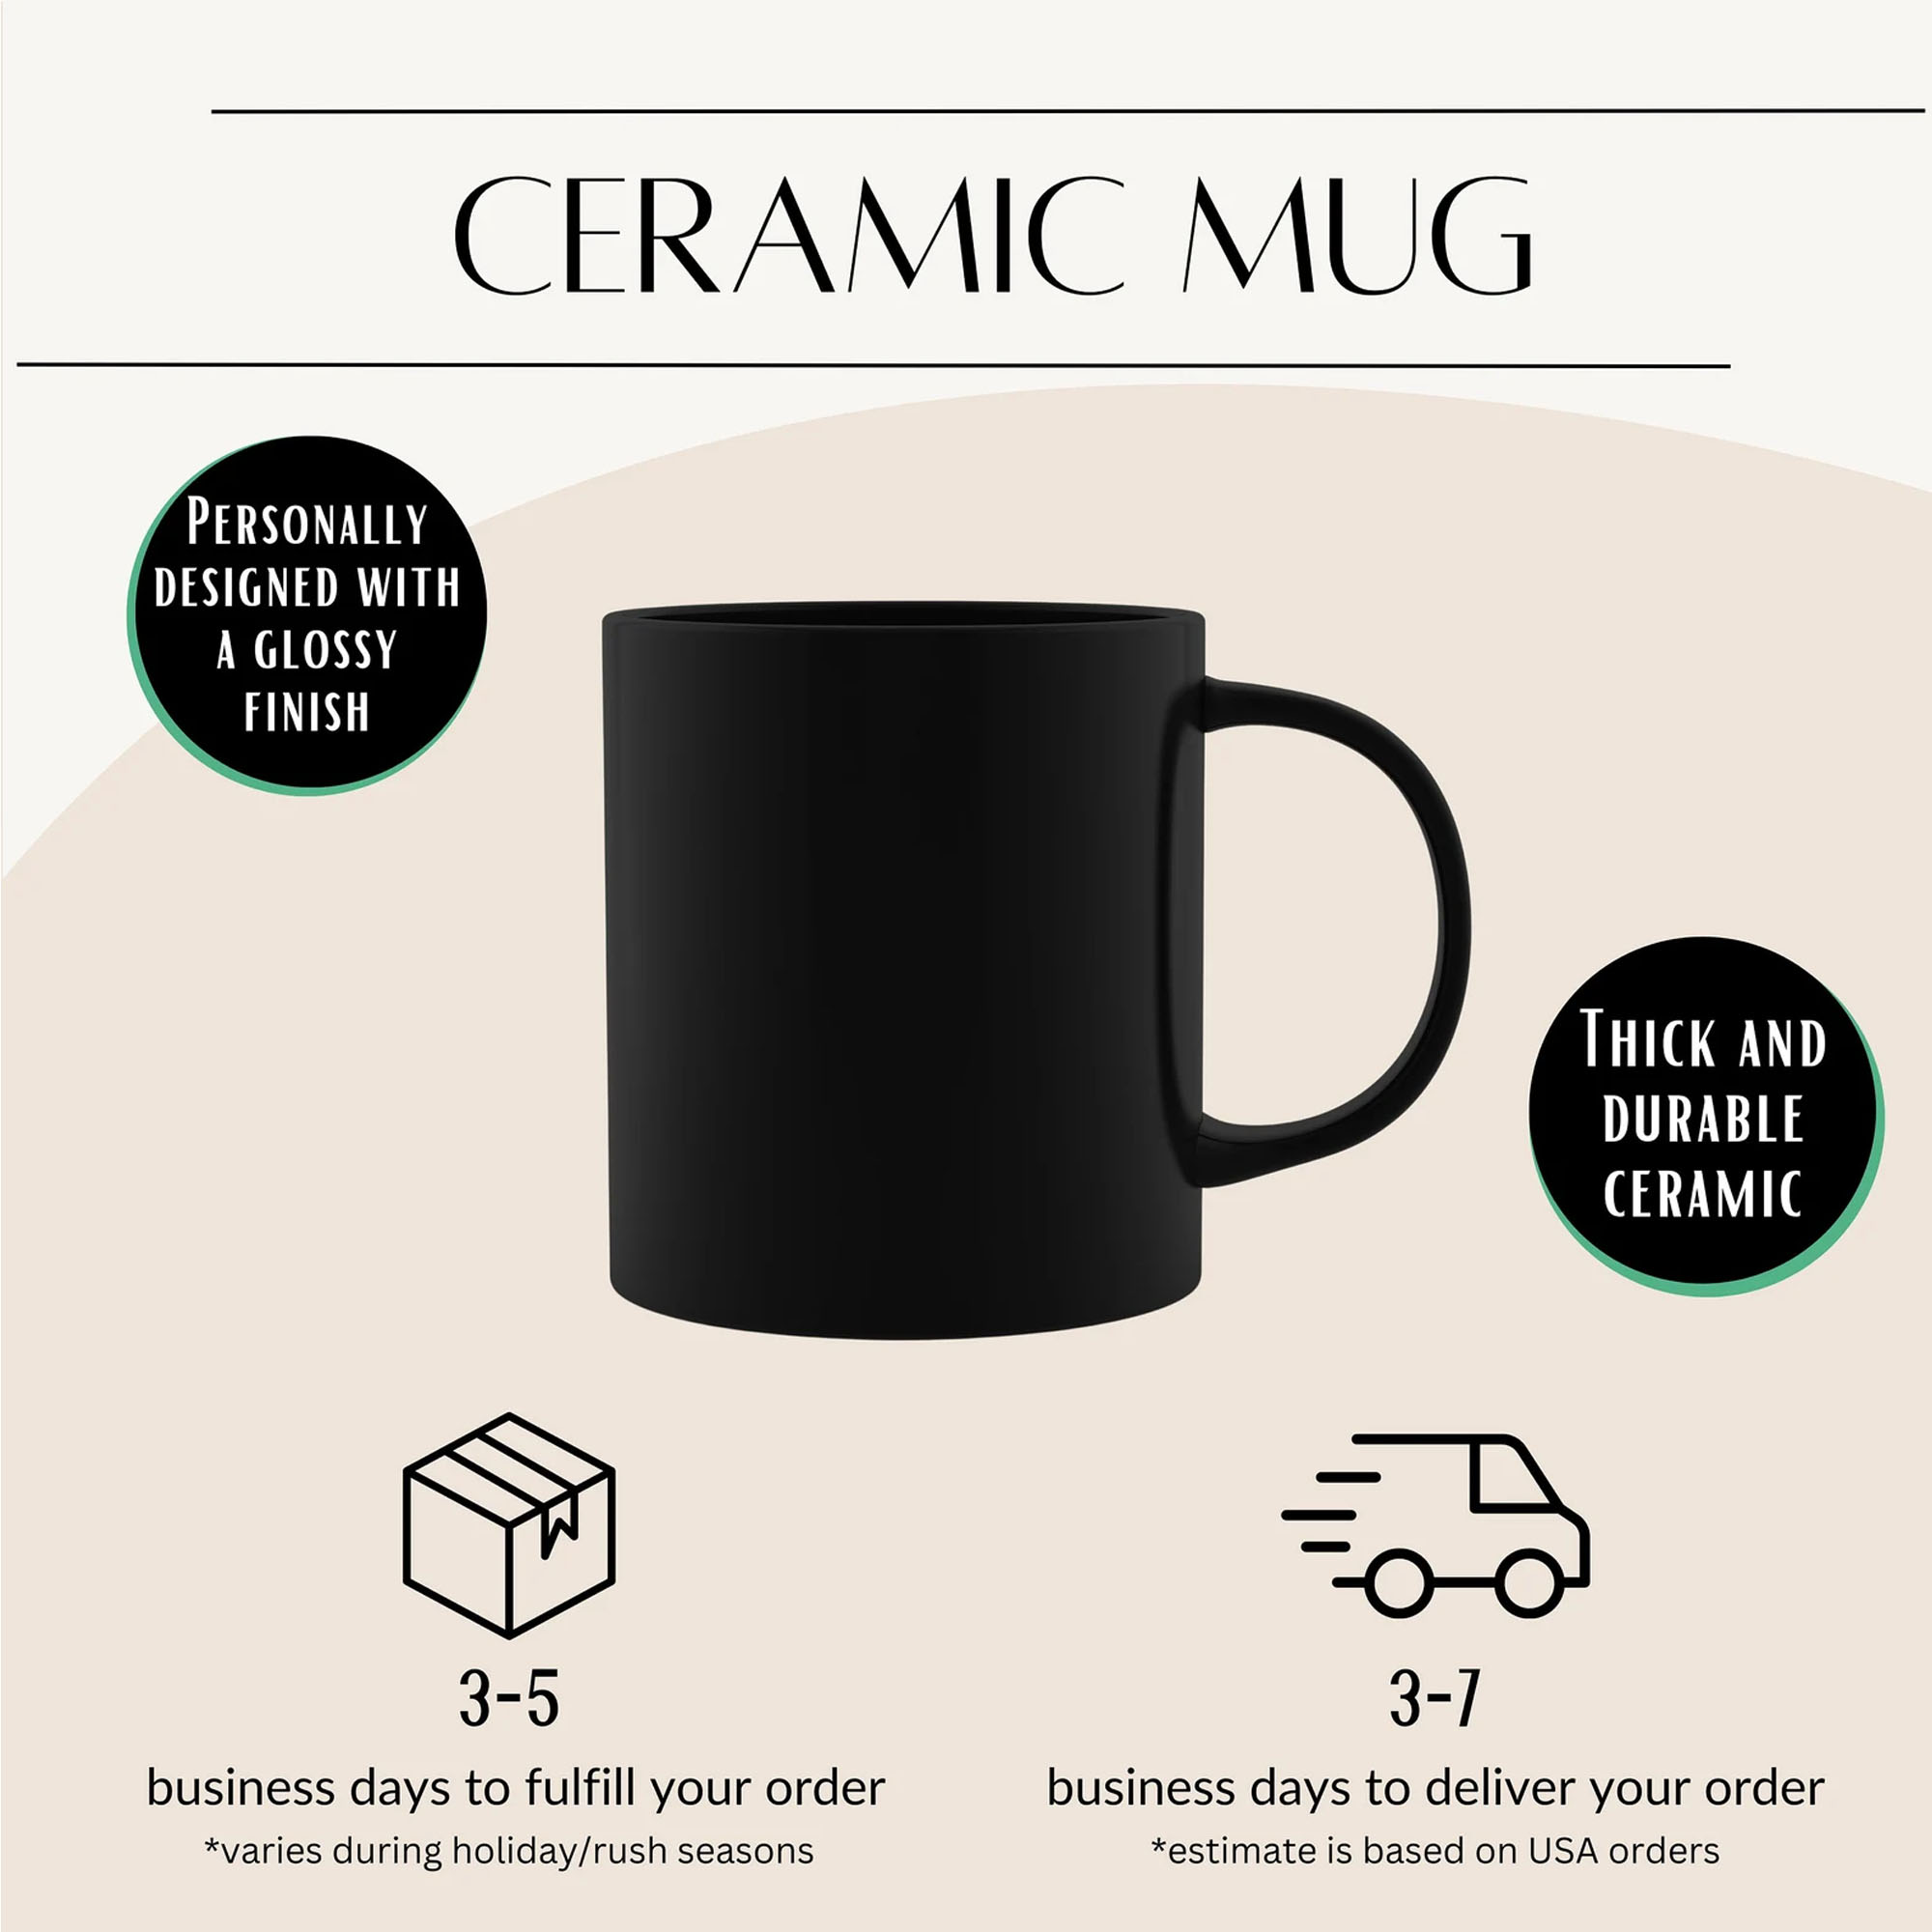 CERAMIC MUG
PERSONALLY
DESIGNED WITH
A GLOSSY
FINISH
THICK AND
DURABLE
CERAMIC
3-5
business days to fulfill your order
*varies during holiday/rush seasons
3-7
business days to deliver your order
*estimate is based on USA orders